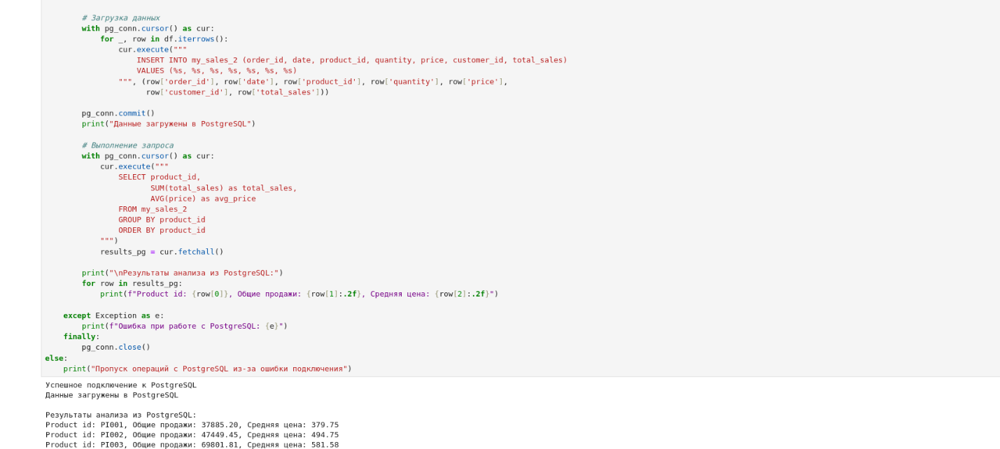 # Загрузка данных
with pg_conn.cursor() as cur:
for _, row in df.iterrows():
cur.execute("""
INSERT INTO my_sales_2 (order_id, date, product_id, quantity, price, customer_id, total_sales)
VALUES (%s, %s, %s, %s, %s, %s, %s)
""", (row['order_id'], row['date'], row['product_id'], row['quantity'], row['price'],
row['customer_id'], row['total_sales']))
pg_conn.commit()
print("Данные загружены в PostgreSQL")
# Выполнение запроса
with pg_conn.cursor() as cur:
cur.execute("""
SELECT product_id,
SUM(total_sales) as total_sales,
AVG(price) as avg_price
FROM my_sales_2
GROUP BY product_id
ORDER BY product_id
""")
results_pg = cur.fetchall()
print("\nРезультаты анализа из PostgreSQL:")
for row in results_pg:
print(f"Product id: {row[0]}, Общие продажи: {row[1]:.2f}, Средняя цена: {row[2]:.2f}")
except Exception as e:
print(f"Ошибка при работе с PostgreSQL: {e}")
finally:
pg_conn.close()
else:
print("Пропуск операций с PostgreSQL из-за ошибки подключения")
Успешное подключение к PostgreSQL
Данные загружены в PostgreSQL
Результаты анализа из PostgreSQL:
Product id: PI001, Общие продажи: 37885.20, Средняя цена: 379.75
Product id: PI002, Общие продажи: 47449.45, Средняя цена: 494.75
Product id: PI003, Общие продажи: 69801.81, Средняя цена: 581.58